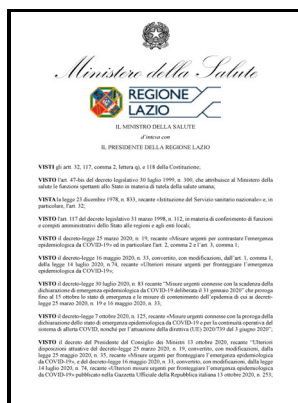 Ministero della Salute
REGIONE
LAZIO
IL MINISTRO DELLA SALUTE
d'intesa con
IL PRESIDENTE DELLA REGIONE LAZIO
VISTI gli artt. 32, 117, comma 2, lettera q), e 118 della Costituzione;
VISTO l'art. 47-bis del decreto legislativo 30 luglio 1999, n. 300, che attribuisce al Ministero della
salute le funzioni spettanti allo Stato in materia di tutela della salute umana;
VISTA la legge 23 dicembre 1978, n. 833, recante «Istituzione del Servizio sanitario nazionale» e, in
particolare, l'art. 32;
VISTO l'art. 117 del decreto legislativo 31 marzo 1998, n. 112, in materia di conferimento di funzioni
e compiti amministrativi dello Stato alle regioni e agli enti locali;
VISTO il decreto-legge 25 marzo 2020, n. 19, recante «Misure urgenti per contrastare l'emergenza
epidemiologica da COVID-19» ed in particolare l'art. 2, comma 2 e l'art. 3, comma 1;
VISTO il decreto-legge 16 maggio 2020, n. 33, convertito, con modificazioni, dall'art. 1, comma 1,
della legge 14 luglio 2020, n.74, recante «Ulteriori misure urgenti per fronteggiare l'emergenza
epidemiologica da COVID-19»;
VISTO il decreto-legge 30 luglio 2020, n. 83 recante "Misure urgenti connesse con la scadenza della
dichiarazione di emergenza epidemiologica da COVID-19 deliberata il 31 gennaio 2020" che proroga
fino al 15 ottobre lo stato di emergenza e le misure di contenimento dell'epidemia di cui ai decreti-
legge 25 marzo 2020, n. 19 e 16 maggio 2020, n. 33;
VISTO il decreto-legge 7 ottobre 2020, n. 125, recante «Misure urgenti connesse con la proroga della
dichiarazione dello stato di emergenza epidemiologica da COVID-19 e per la continuità operativa del
sistema di allerta COVID, nonché per l'attuazione della direttiva (UE) 2020/739 del 3 giugno 2020";
VISTO il decreto del Presidente del Consiglio dei Ministri 13 ottobre 2020, recante "Ulteriori
disposizioni attuative del decreto-legge 25 marzo 2020, n. 19, convertito, con modificazioni, dalla
legge 25 maggio 2020, n. 35, recante «Misure urgenti per fronteggiare l'emergenza epidemiologica
da COVID-19», e del decreto-legge 16 maggio 2020, n. 33, convertito, con modificazioni, dalla legge
14 luglio 2020, n. 74, recante «Ulteriori misure urgenti per fronteggiare l'emergenza epidemiologica
da COVID-19» pubblicato nella Gazzetta Ufficiale della Repubblica italiana 13 ottobre 2020, n. 253;